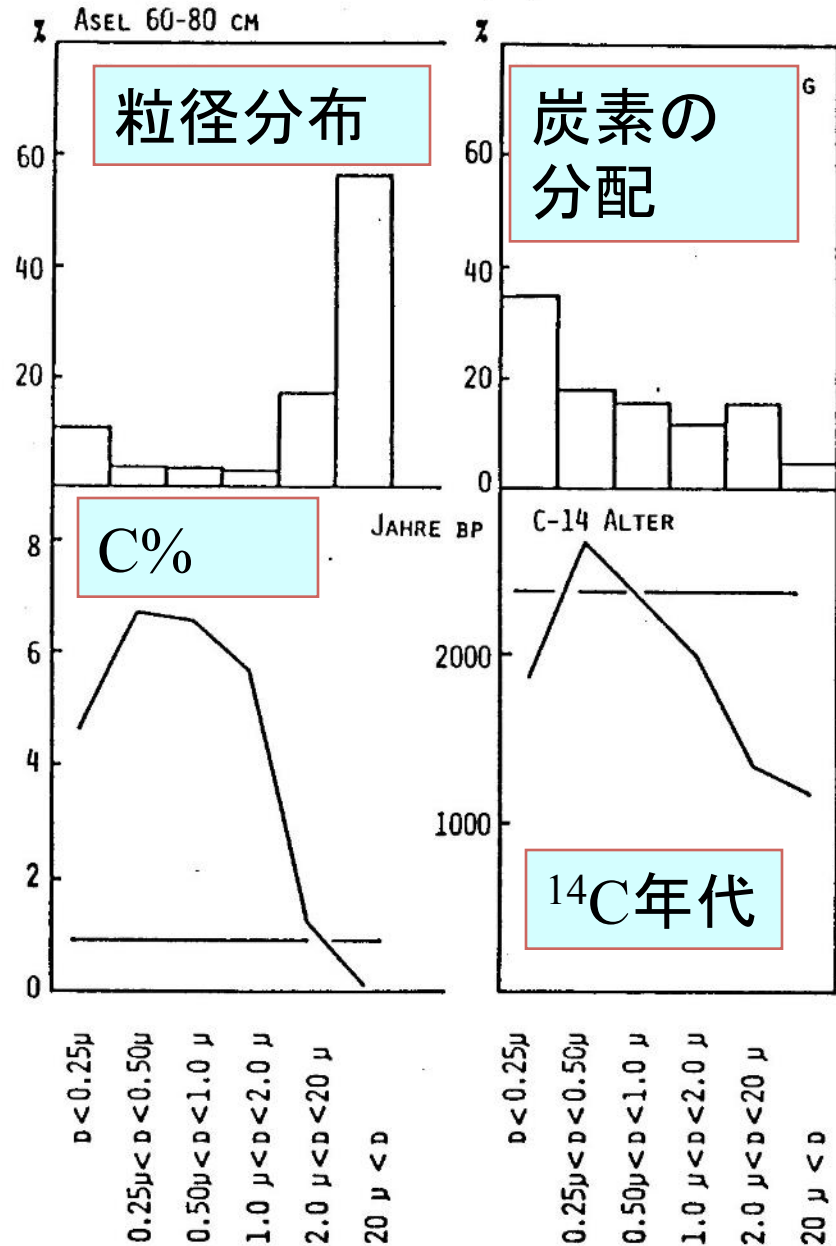 ASEL 60-80 CM
%
粒径分布
60
40
20
%
G
炭素の
分配
60
40
20
0
C%
8
6
4
2
0
JAHRE BP
C-14 ALTER
2000
1000
¹⁴C年代
D<0.25μ
0.25μ<D<0.50μ
0.50μ<D<1.0 μ
1.0 μ<D<2.0 μ
2.0 μ<D<20 μ
20 μ<D
D<0.25μ
0.25μ<D<0.50μ
0.50μ<D<1.0 μ
1.0 μ<D<2.0 μ
2.0 μ<D<20 μ
20 μ<D